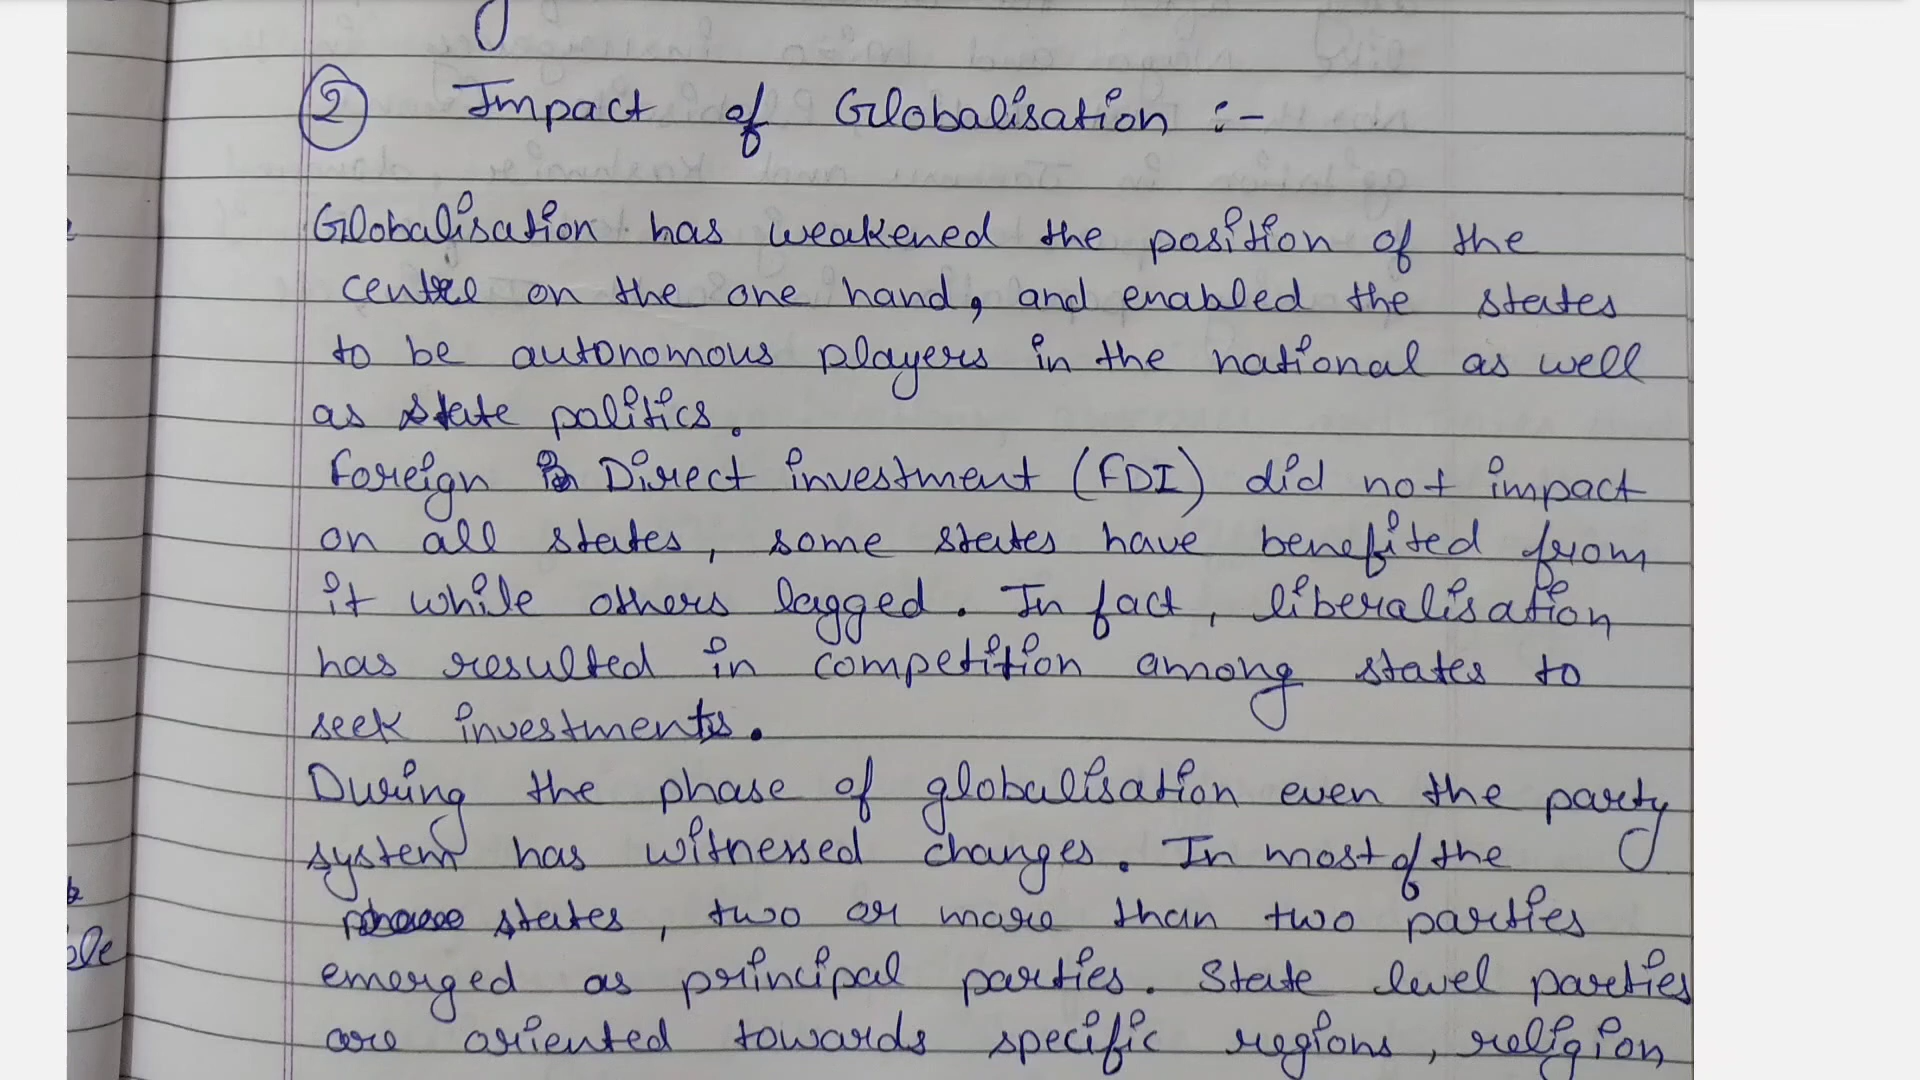 2 Impact of Globalisation :-
Globalisation has weakened the position of the
centre on the one hand, and enabled the states
to be autonomous players in the national as well
as state politics.
Foreign Direct investment (FDI) did not impact
on all states, some states have benefited from
it while others lagged. In fact, liberalisation
has resulted in competition among states to
seek investments.
During the phase of globalisation even the party
system has witnessed changes. In most of the
states, two or more than two parties
emerged as principal parties. State level parties
are oriented towards specific regions, religion